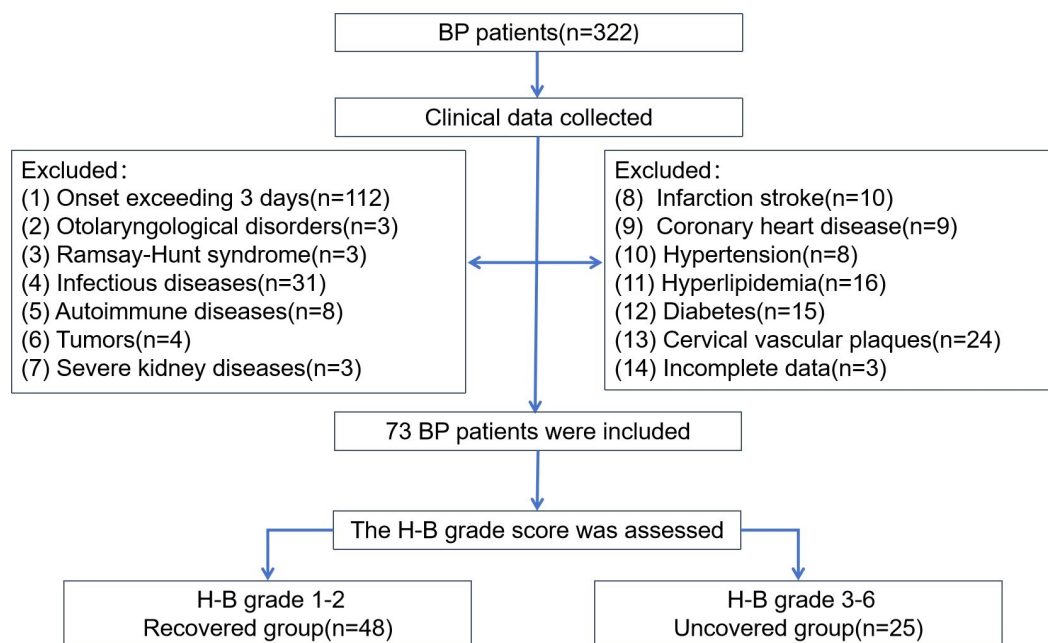 BP patients(n=322)
Clinical data collected
Excluded:
(1) Onset exceeding 3 days(n=112)
(2) Otolaryngological disorders(n=3)
(3) Ramsay-Hunt syndrome(n=3)
(4) Infectious diseases(n=31)
(5) Autoimmune diseases(n=8)
(6) Tumors(n=4)
(7) Severe kidney diseases(n=3)
Excluded:
(8) Infarction stroke(n=10)
(9) Coronary heart disease(n=9)
(10) Hypertension(n=8)
(11) Hyperlipidemia(n=16)
(12) Diabetes(n=15)
(13) Cervical vascular plaques(n=24)
(14) Incomplete data(n=3)
73 BP patients were included
The H-B grade score was assessed
H-B grade 1-2
Recovered group(n=48)
H-B grade 3-6
Uncovered group(n=25)